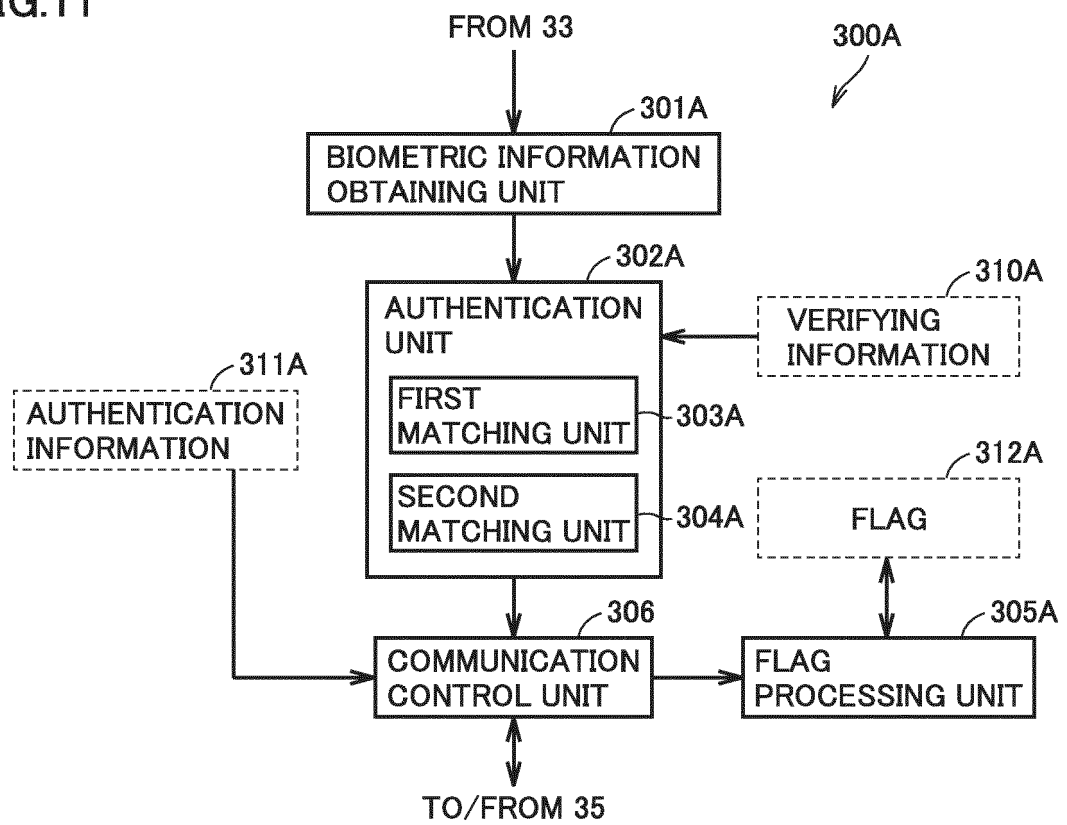 FROM 33
300A
301A
BIOMETRIC INFORMATION
OBTAINING UNIT
302A
AUTHENTICATION
UNIT
310A
VERIFYING
INFORMATION
311A
AUTHENTICATION
INFORMATION
FIRST
MATCHING UNIT
303A
SECOND
MATCHING UNIT
304A
312A
FLAG
306
COMMUNICATION
CONTROL UNIT
305A
FLAG
PROCESSING UNIT
TO/FROM 35